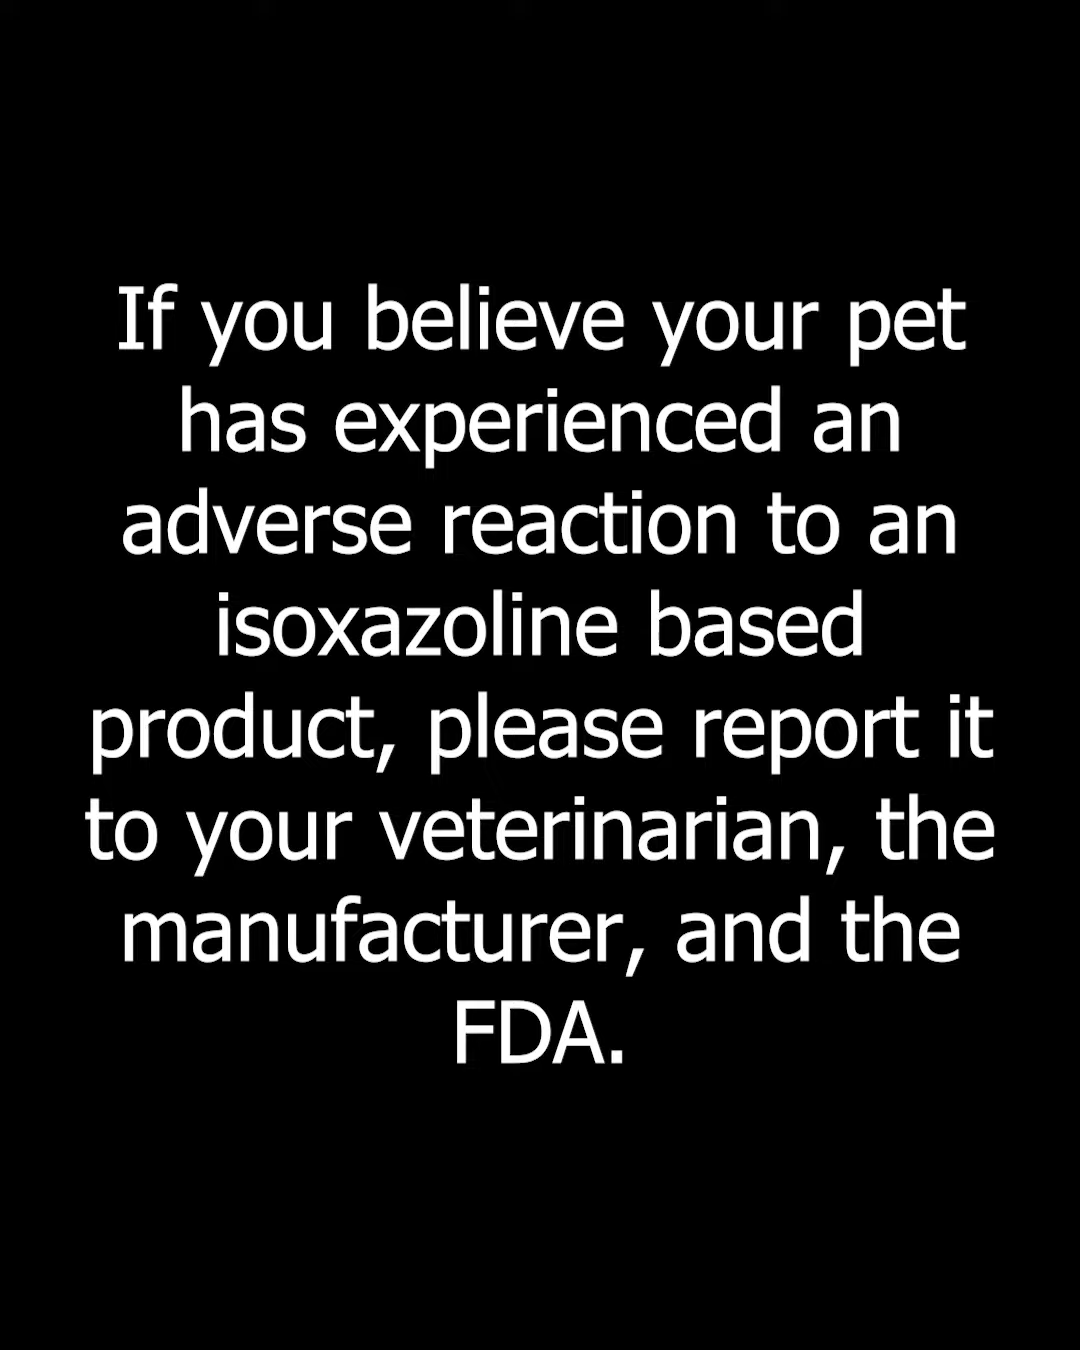 If you believe your pet
has experienced an
adverse reaction to an
isoxazoline based
product, please report it
to your veterinarian, the
manufacturer, and the
FDA.